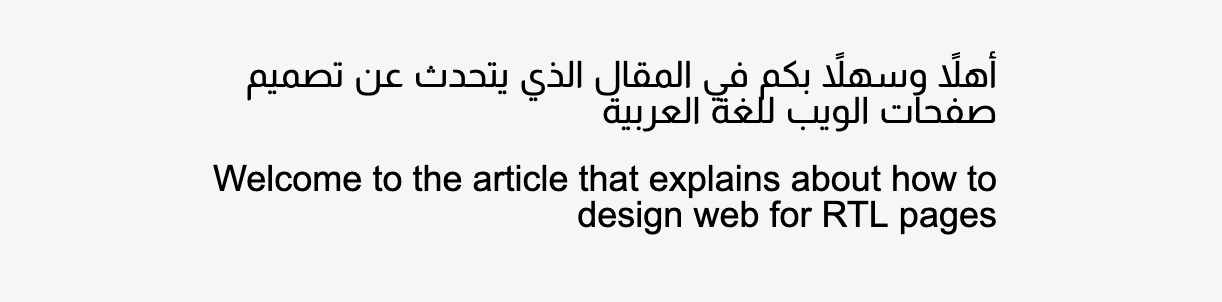 أهلًا وسهلًا بكم في المقال الذي يتحدث عن تصميم
صفحات الويب للغة العربية
Welcome to the article that explains about how to
design web for RTL pages